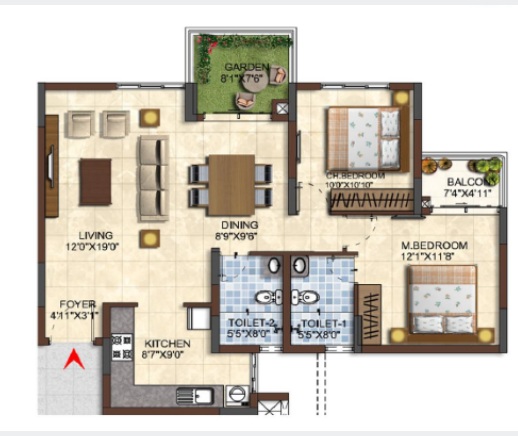 GARDEN
8'1"X7'6"
CH.BEDROOM
10'0"X10'10"
BALCONY
7'4"X4'11"
LIVING
12'0"X19'0"
DINING
8'9"X9'6"
M.BEDROOM
12'1"X11'8"
FOYER
4'11"X3'1"
TOILET-2
5'5"X8'0"
TOILET-1
5'5"X8'0"
KITCHEN
8'7"X9'0"